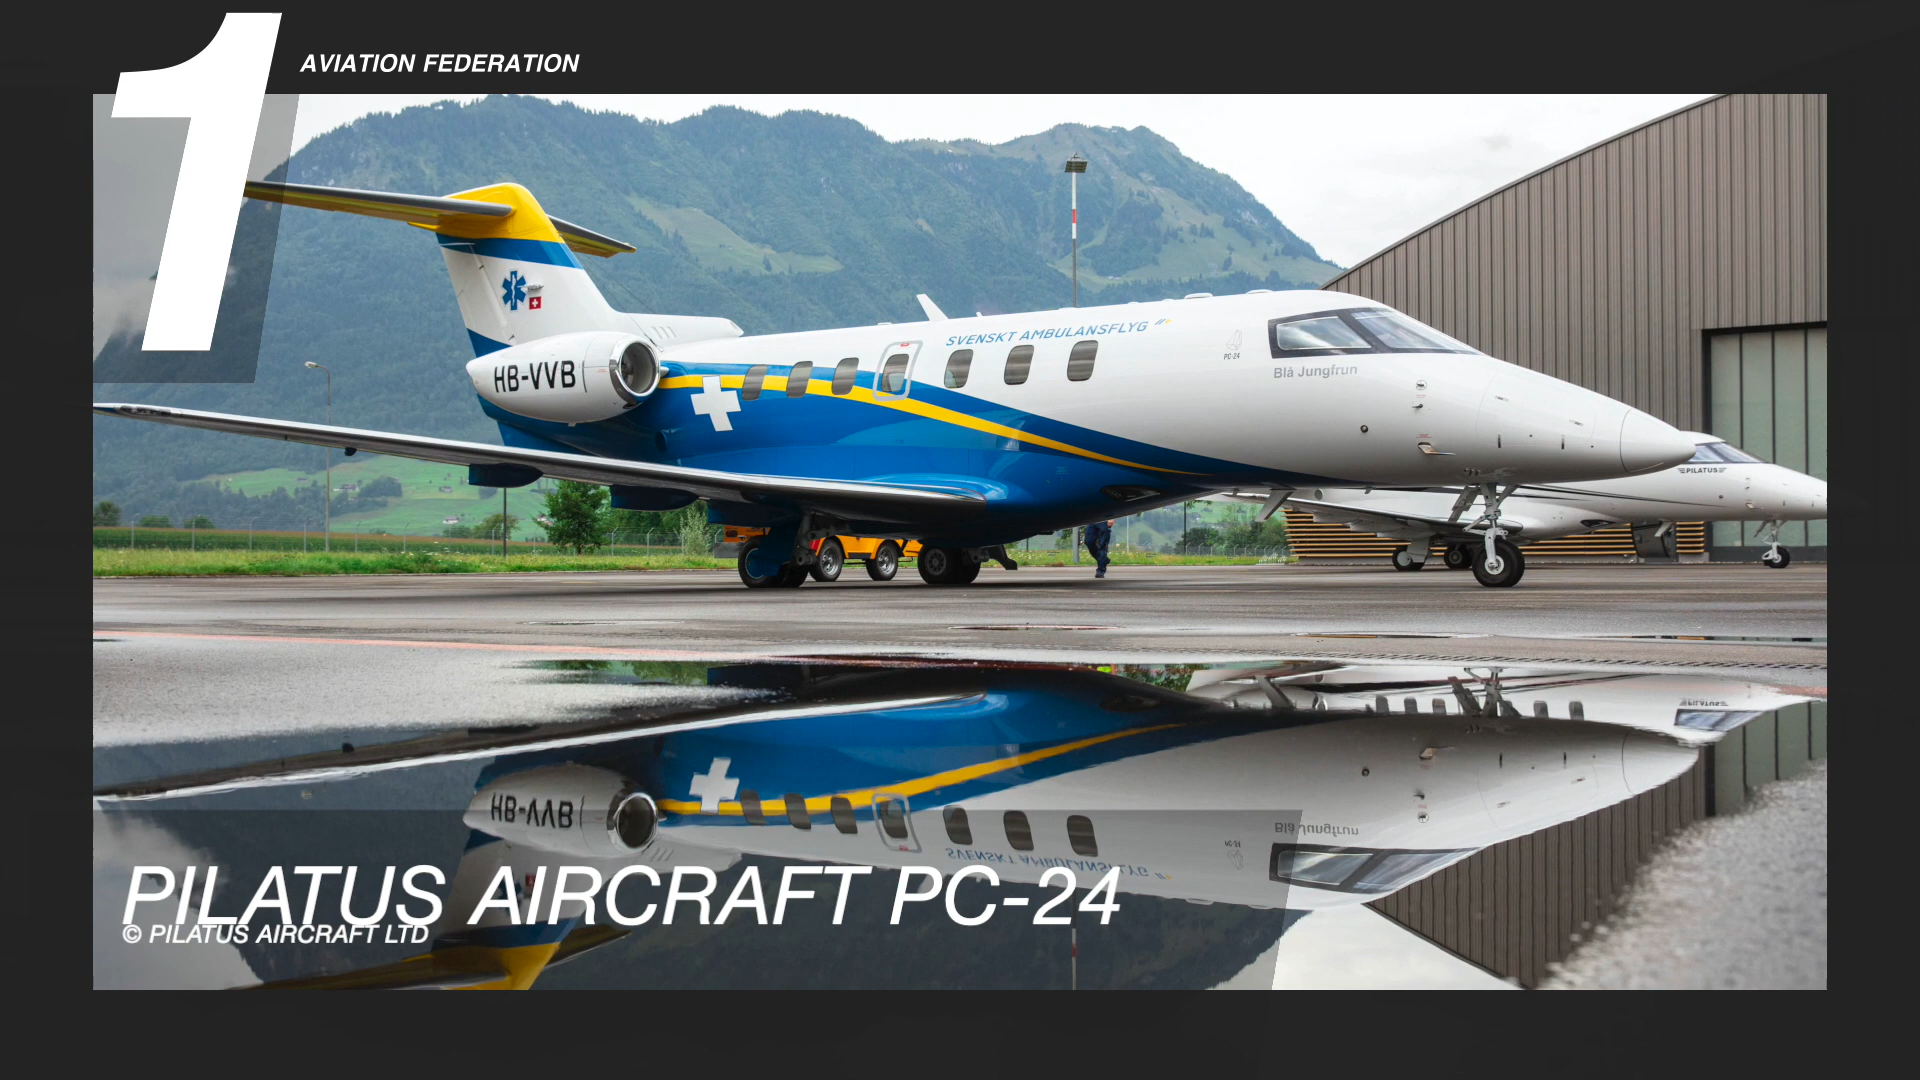 1
AVIATION FEDERATION
SVENSKT AMBULANSFLYG
PC-24
Blå Jungfrun
HB-VVB
PILATUS
PILATUS AIRCRAFT PC-24
© PILATUS AIRCRAFT LTD